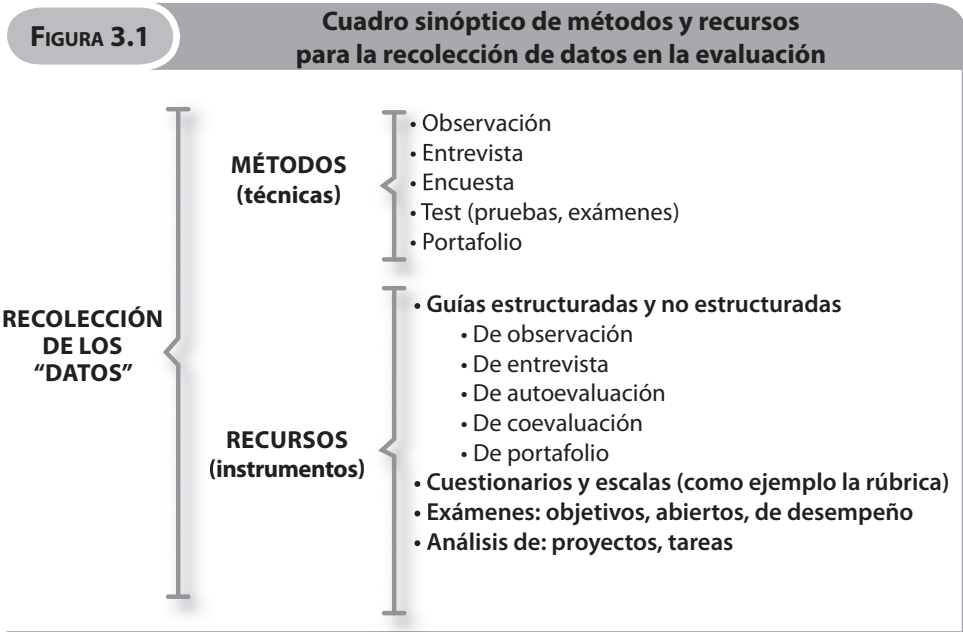 FIGURA 3.1
Cuadro sinóptico de métodos y recursos
para la recolección de datos en la evaluación
RECOLECCIÓN
DE LOS
“DATOS”
MÉTODOS
(técnicas)
• Observación
• Entrevista
• Encuesta
• Test (pruebas, exámenes)
• Portafolio
RECURSOS
(instrumentos)
• Guías estructuradas y no estructuradas
• De observación
• De entrevista
• De autoevaluación
• De coevaluación
• De portafolio
• Cuestionarios y escalas (como ejemplo la rúbrica)
• Exámenes: objetivos, abiertos, de desempeño
• Análisis de: proyectos, tareas